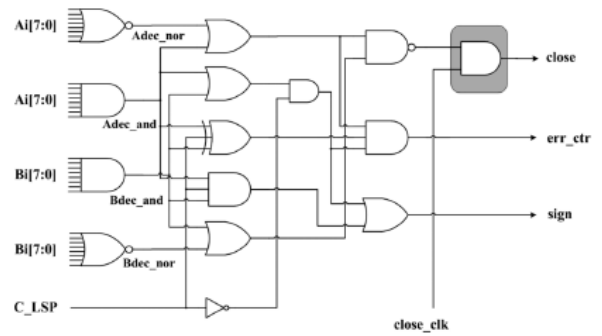 Ai[7:0]
Adec_nor
close
Ai[7:0]
Adec_and
err_ctr
Bi[7:0]
Bdec_and
sign
Bi[7:0]
Bdec_nor
C_LSP
close_clk